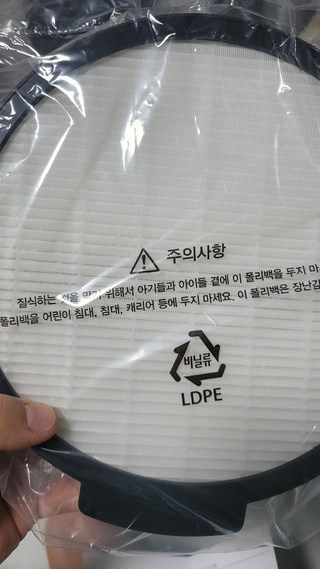 주의사항
질식하는 것을 막기 위해서 아기들과 아이들 곁에 이 폴리백을 두지 마
폴리백을 어린이 침대, 침대, 캐리어 등에 두지 마세요. 이 폴리백은 장난감
비닐류
LDPE